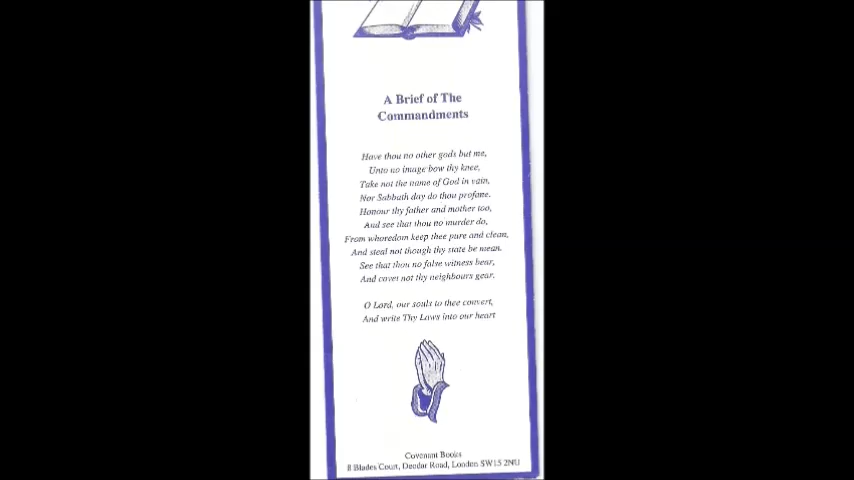 A Brief of The
Commandments
Have thou no other gods but me,
Unto no image bow thy knee,
Take not the name of God in vain,
Nor Sabbath day do thou profane.
Honour thy father and mother too,
And see that thou no murder do,
From whoredom keep thee pure and clean,
And steal not though thy state be mean.
See that thou no false witness bear,
And covet not thy neighbours gear.
O Lord, our souls to thee convert,
And write Thy Laws into our heart
Covenant Books
8 Blades Court, Deodar Road, London SW15 2NU